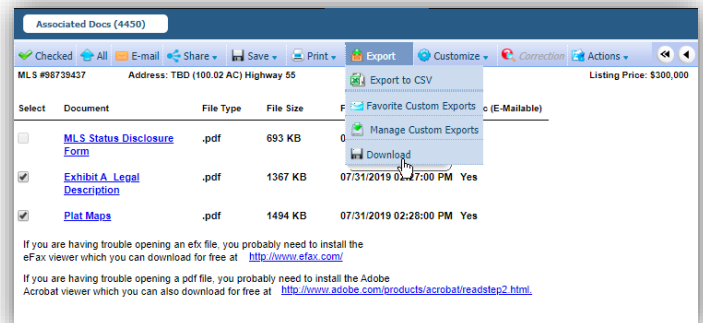 Associated Docs (4450)
Checked All E-mail Share Save Print Export Customize Correction Actions
MLS #98739437 Address: TBD (100.02 AC) Highway 55 Listing Price: $300,000
Export to CSV
Select Document File Type File Size F c (E-Mailable)
Favorite Custom Exports
Manage Custom Exports
MLS Status Disclosure .pdf 693 KB 0
Form
Download
Exhibit A Legal .pdf 1367 KB 07/31/2019 02:27:00 PM Yes
Description
Plat Maps .pdf 1494 KB 07/31/2019 02:28:00 PM Yes
If you are having trouble opening an efx file, you probably need to install the
eFax viewer which you can download for free at http://www.efax.com/
If you are having trouble opening a pdf file, you probably need to install the Adobe
Acrobat viewer which you can also download for free at http://www.adobe.com/products/acrobat/readstep2.html.